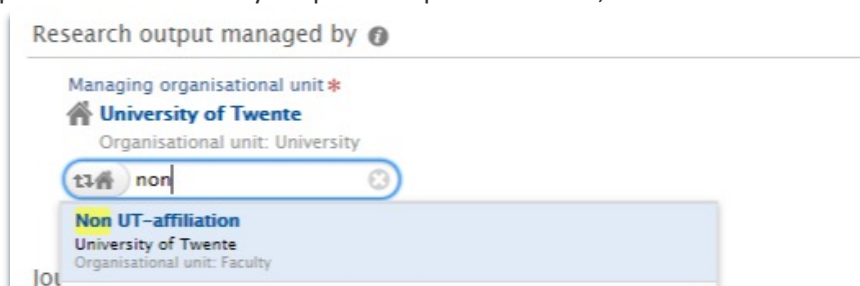 Research output managed by
Managing organisational unit *
University of Twente
Organisational unit: University
non
Non UT-affiliation
University of Twente
Organisational unit: Faculty